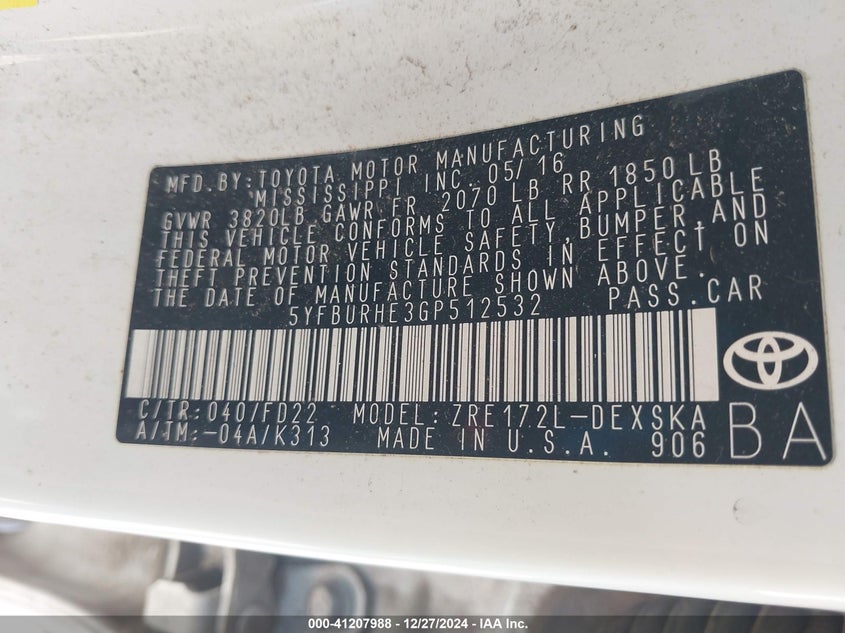 MFD. BY: TOYOTA MOTOR MANUFACTURING
MISSISSIPPI INC. 05/16
GVWR 3820LB GAWR FR 2070 LB RR 1850 LB
THIS VEHICLE CONFORMS TO ALL APPLICABLE
FEDERAL MOTOR VEHICLE SAFETY, BUMPER, AND
THEFT PREVENTION STANDARDS IN EFFECT ON
THE DATE OF MANUFACTURE SHOWN ABOVE.
5YFBURHE3GP512532 PASS. CAR
C/TR: 040/FD22 MODEL: ZRE172L-DEXSKA
A/TM: -04A/K313 MADE IN U.S.A. 906 BA
000-41207988 - 12/27/2024 - IAA Inc.